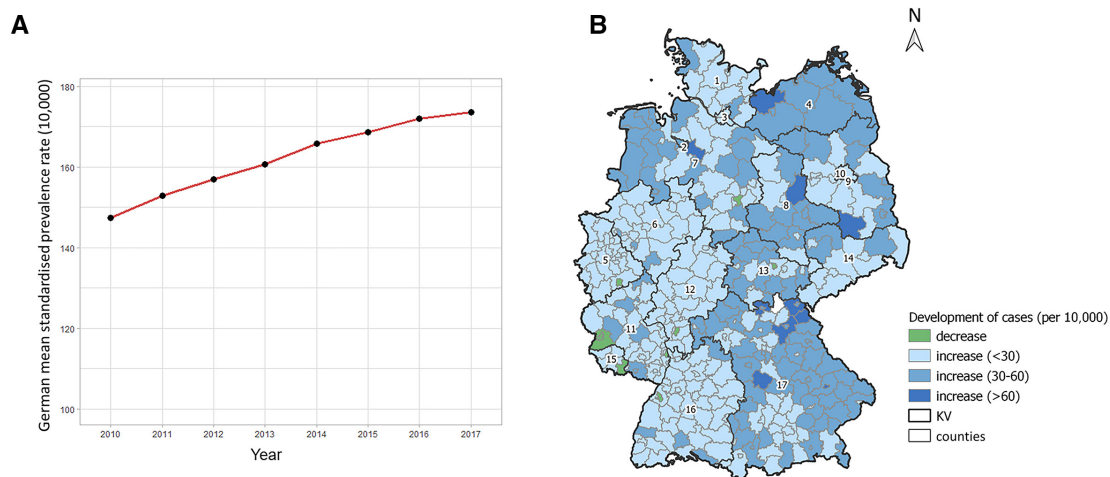 A
German mean standardised prevalence rate (10,000)
180
160
140
120
100
2010 2011 2012 2013 2014 2015 2016 2017
Year
B
N
1
4
3
2
7
10
9
8
6
14
5
13
12
11
15
17
16
Development of cases (per 10,000)
decrease
increase (<30)
increase (30-60)
increase (>60)
KV
counties